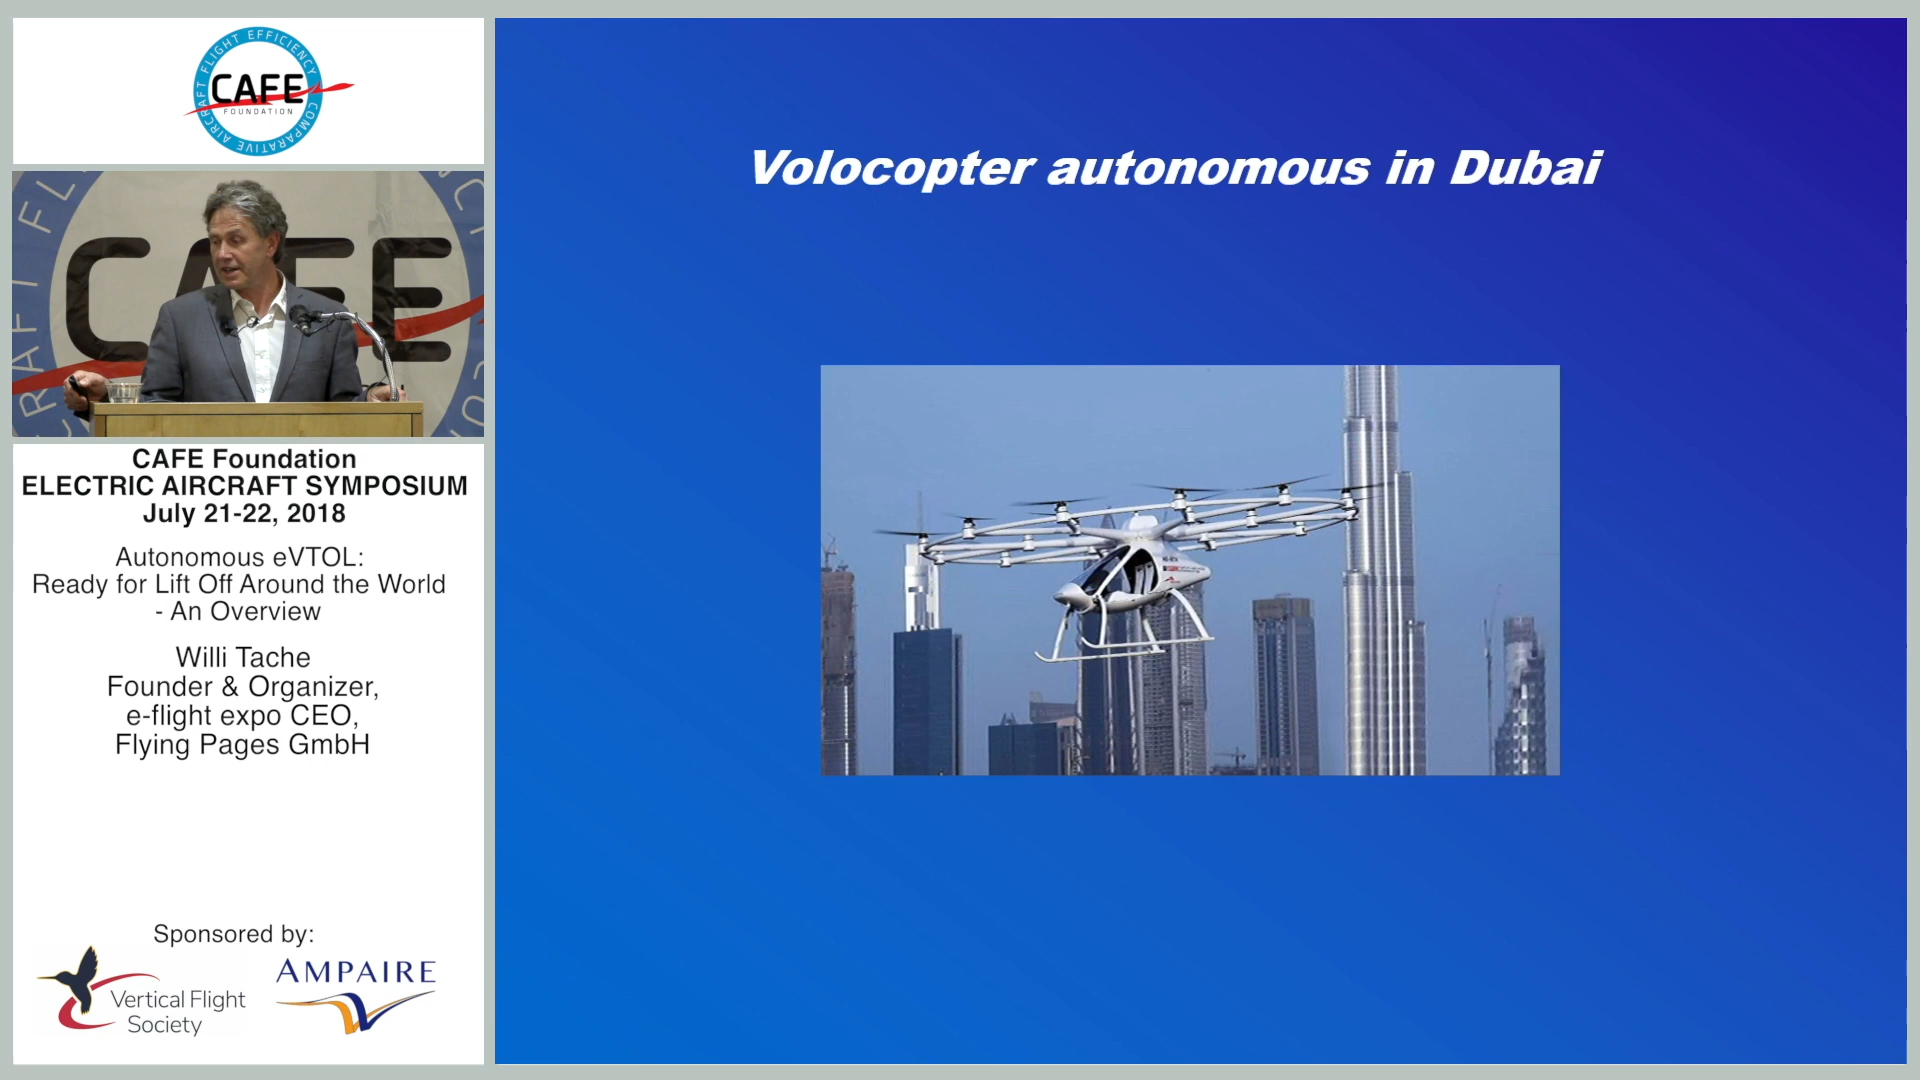 AIRCRAFT FLIGHT EFFICIENCY
COMPARATIVE
CAFE
FOUNDATION
CAFE
CAFE Foundation
ELECTRIC AIRCRAFT SYMPOSIUM
July 21-22, 2018
Autonomous eVTOL:
Ready for Lift Off Around the World
- An Overview
Willi Tache
Founder & Organizer,
e-flight expo CEO,
Flying Pages GmbH
Sponsored by:
Vertical Flight
Society
AMPAIRE
Volocopter autonomous in Dubai